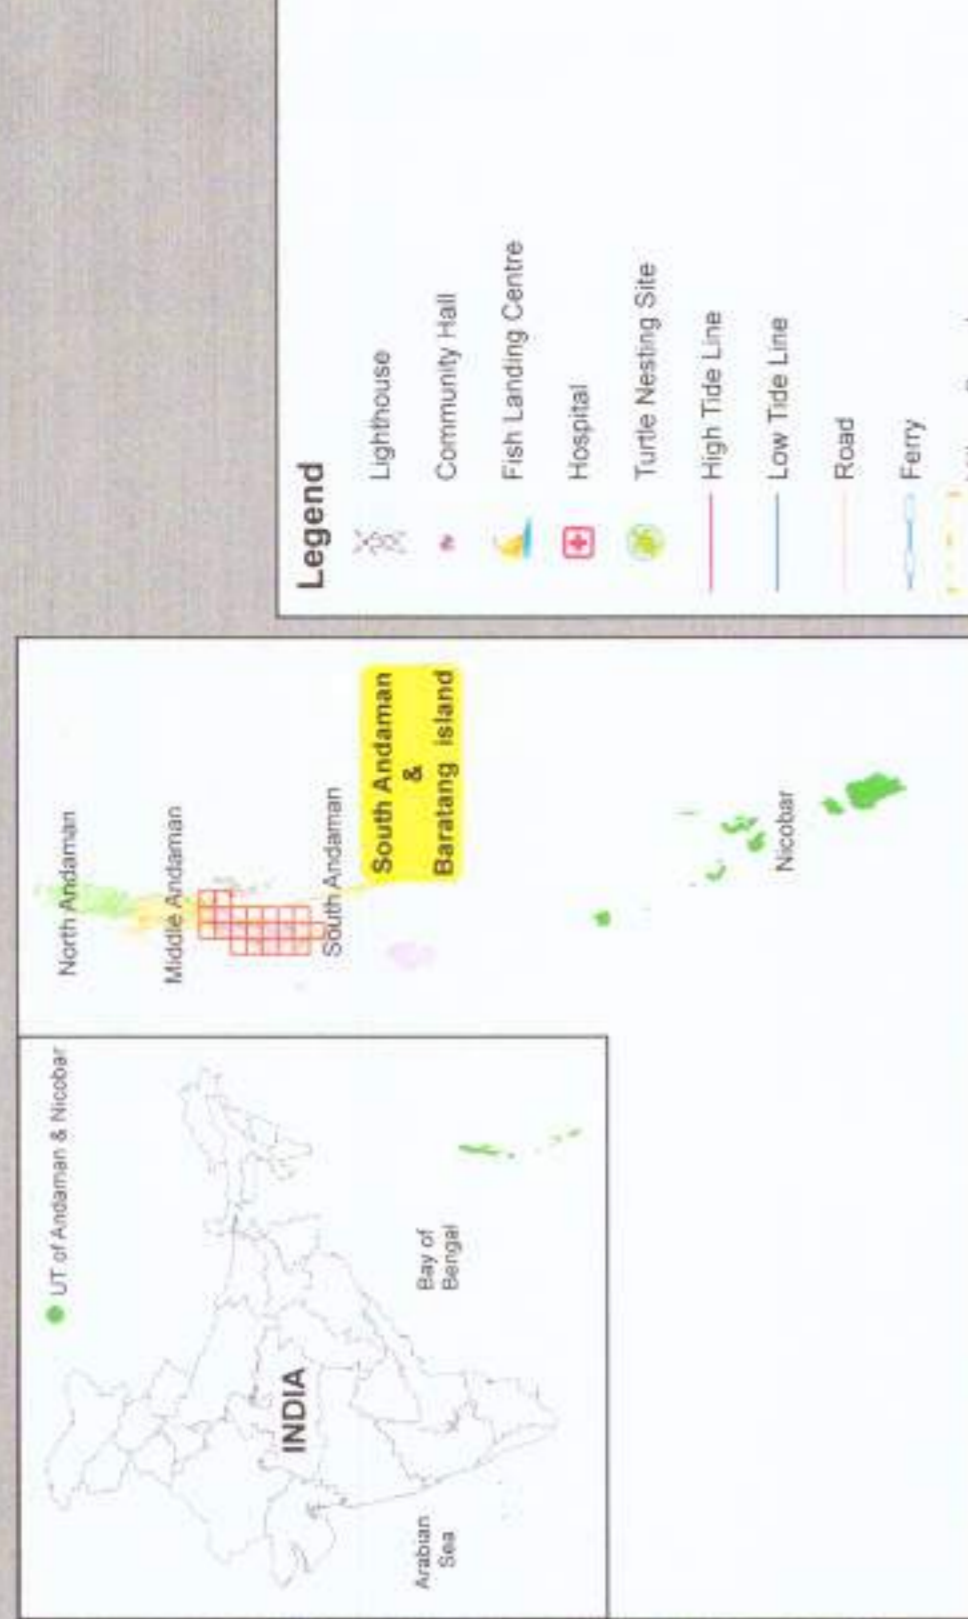 UT of Andaman & Nicobar
INDIA
Arabian
Sea
Bay of
Bengal
North Andaman
Middle Andaman
South Andaman
South Andaman
&
Baratang island
Nicobar
Legend
Lighthouse
Community Hall
Fish Landing Centre
Hospital
Turtle Nesting Site
High Tide Line
Low Tide Line
Road
Ferry